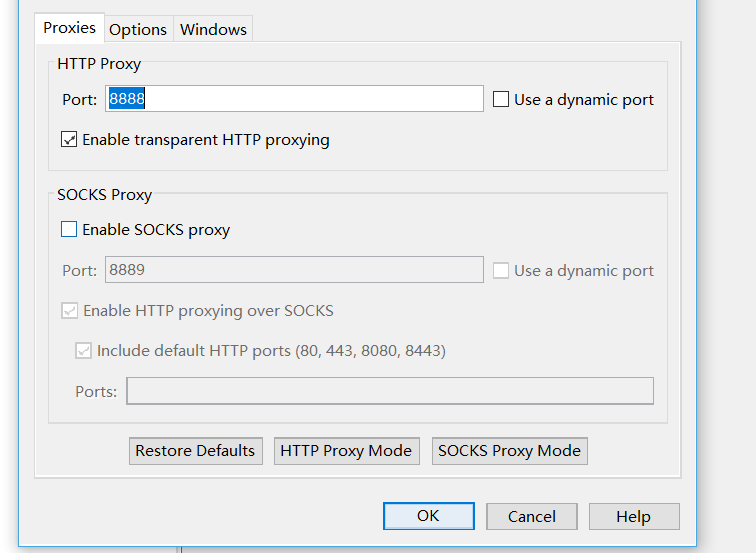 Proxies Options Windows
HTTP Proxy
Port: 8888 Use a dynamic port
Enable transparent HTTP proxying
SOCKS Proxy
Enable SOCKS proxy
Port: 8889 Use a dynamic port
Enable HTTP proxying over SOCKS
Include default HTTP ports (80, 443, 8080, 8443)
Ports:
Restore Defaults HTTP Proxy Mode SOCKS Proxy Mode
OK Cancel Help